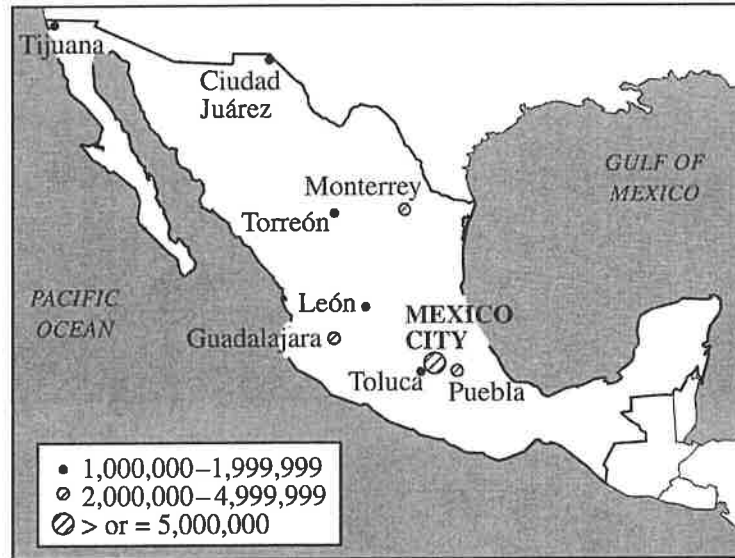 Tijuana
Ciudad
Juárez
GULF OF
MEXICO
Monterrey
Torreón
PACIFIC
OCEAN
León
MEXICO
CITY
Guadalajara
Toluca
Puebla
1,000,000–1,999,999
2,000,000–4,999,999
> or = 5,000,000